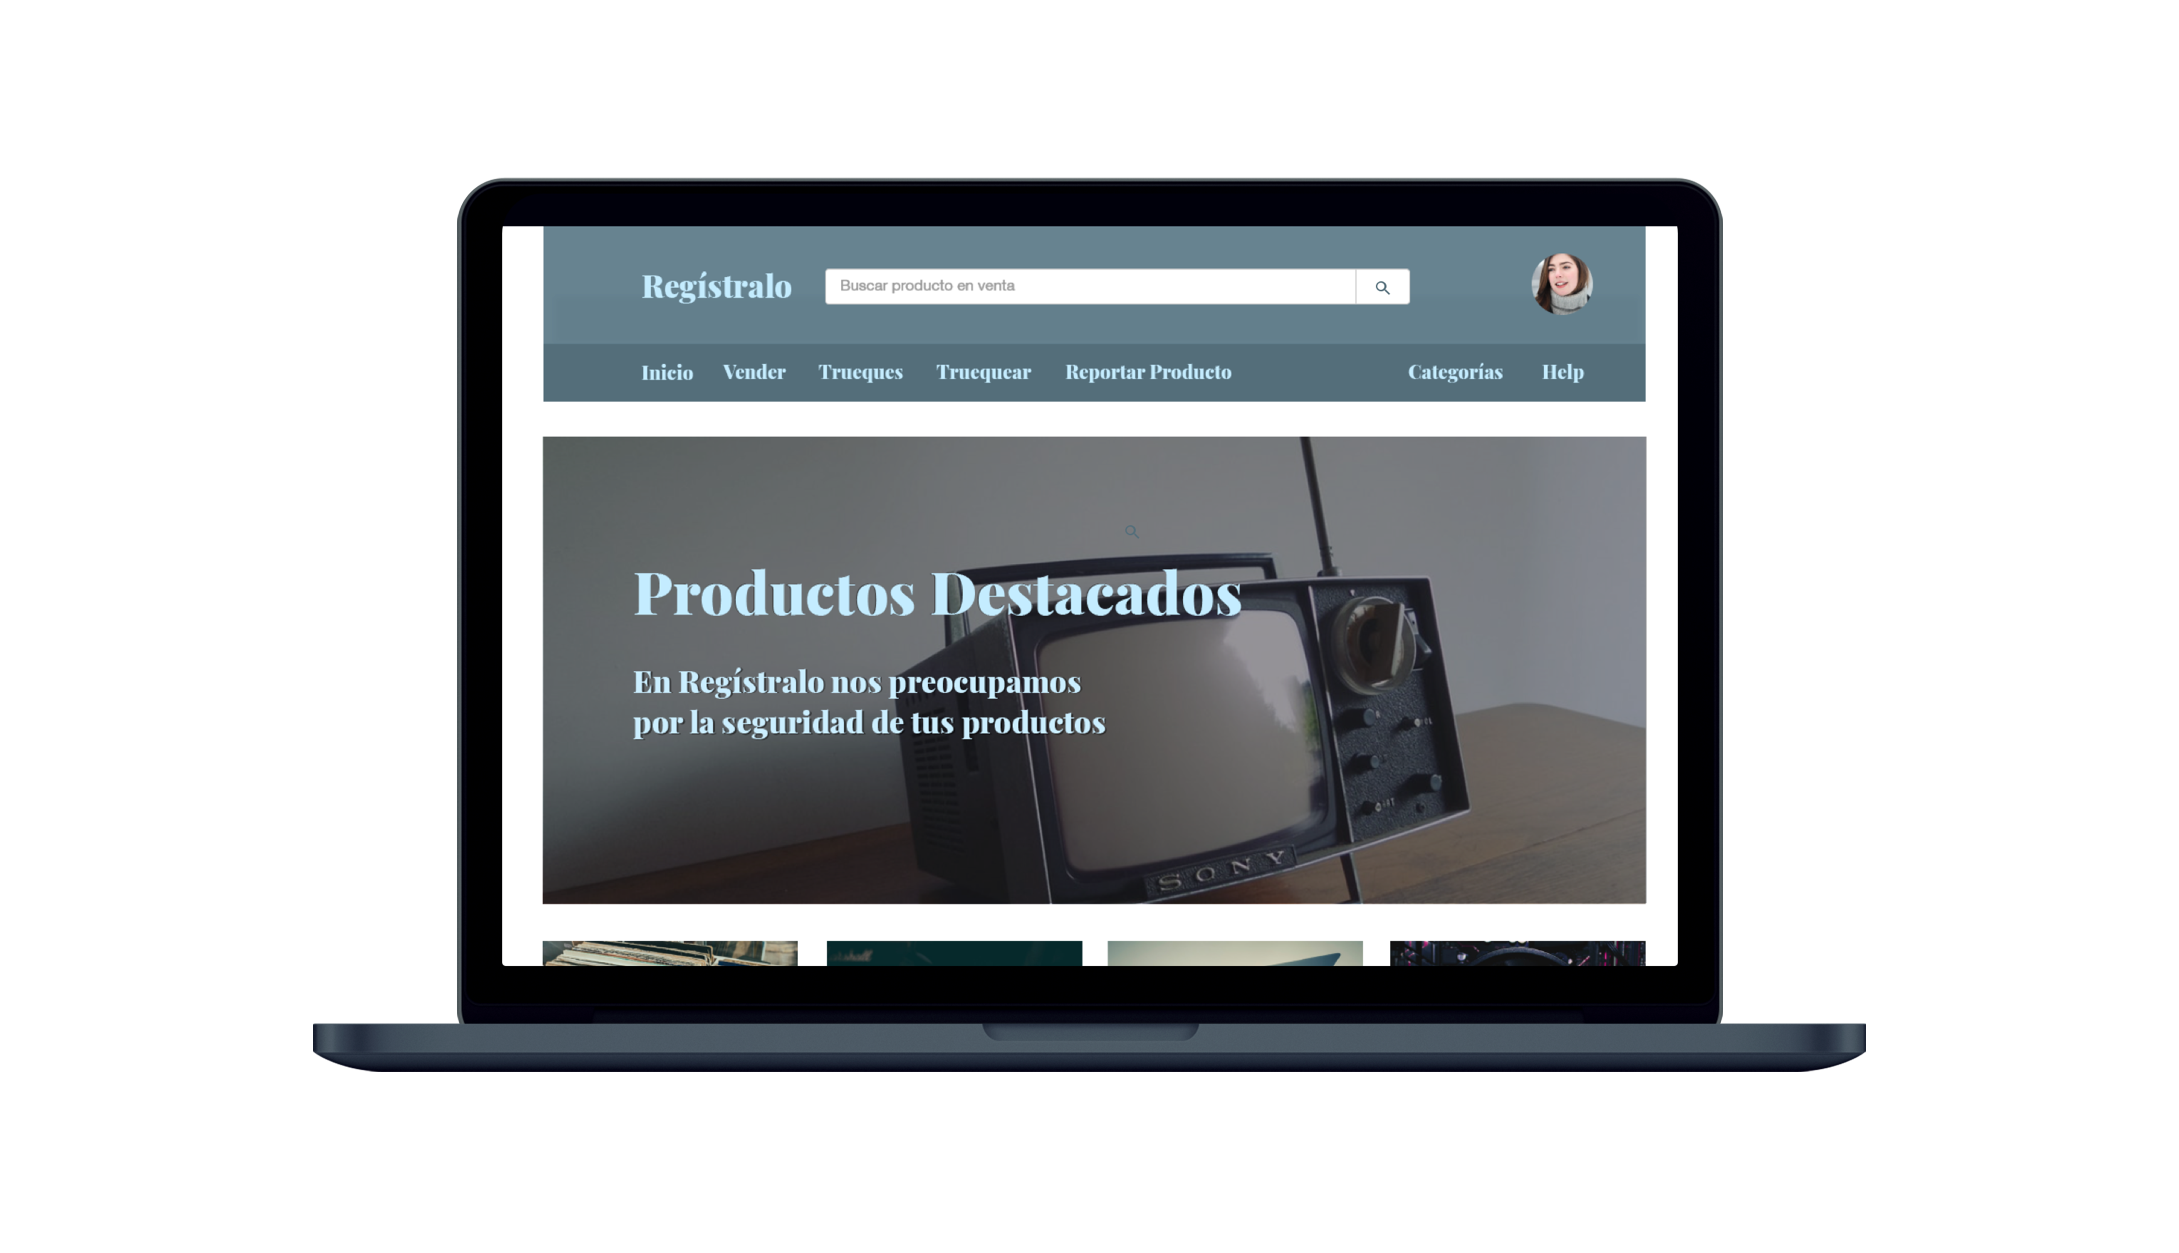 Regístralo
Buscar producto en venta
Inicio Vender Trueques Truequear Reportar Producto Categorías Help
Productos Destacados
En Regístralo nos preocupamos
por la seguridad de tus productos
SONY